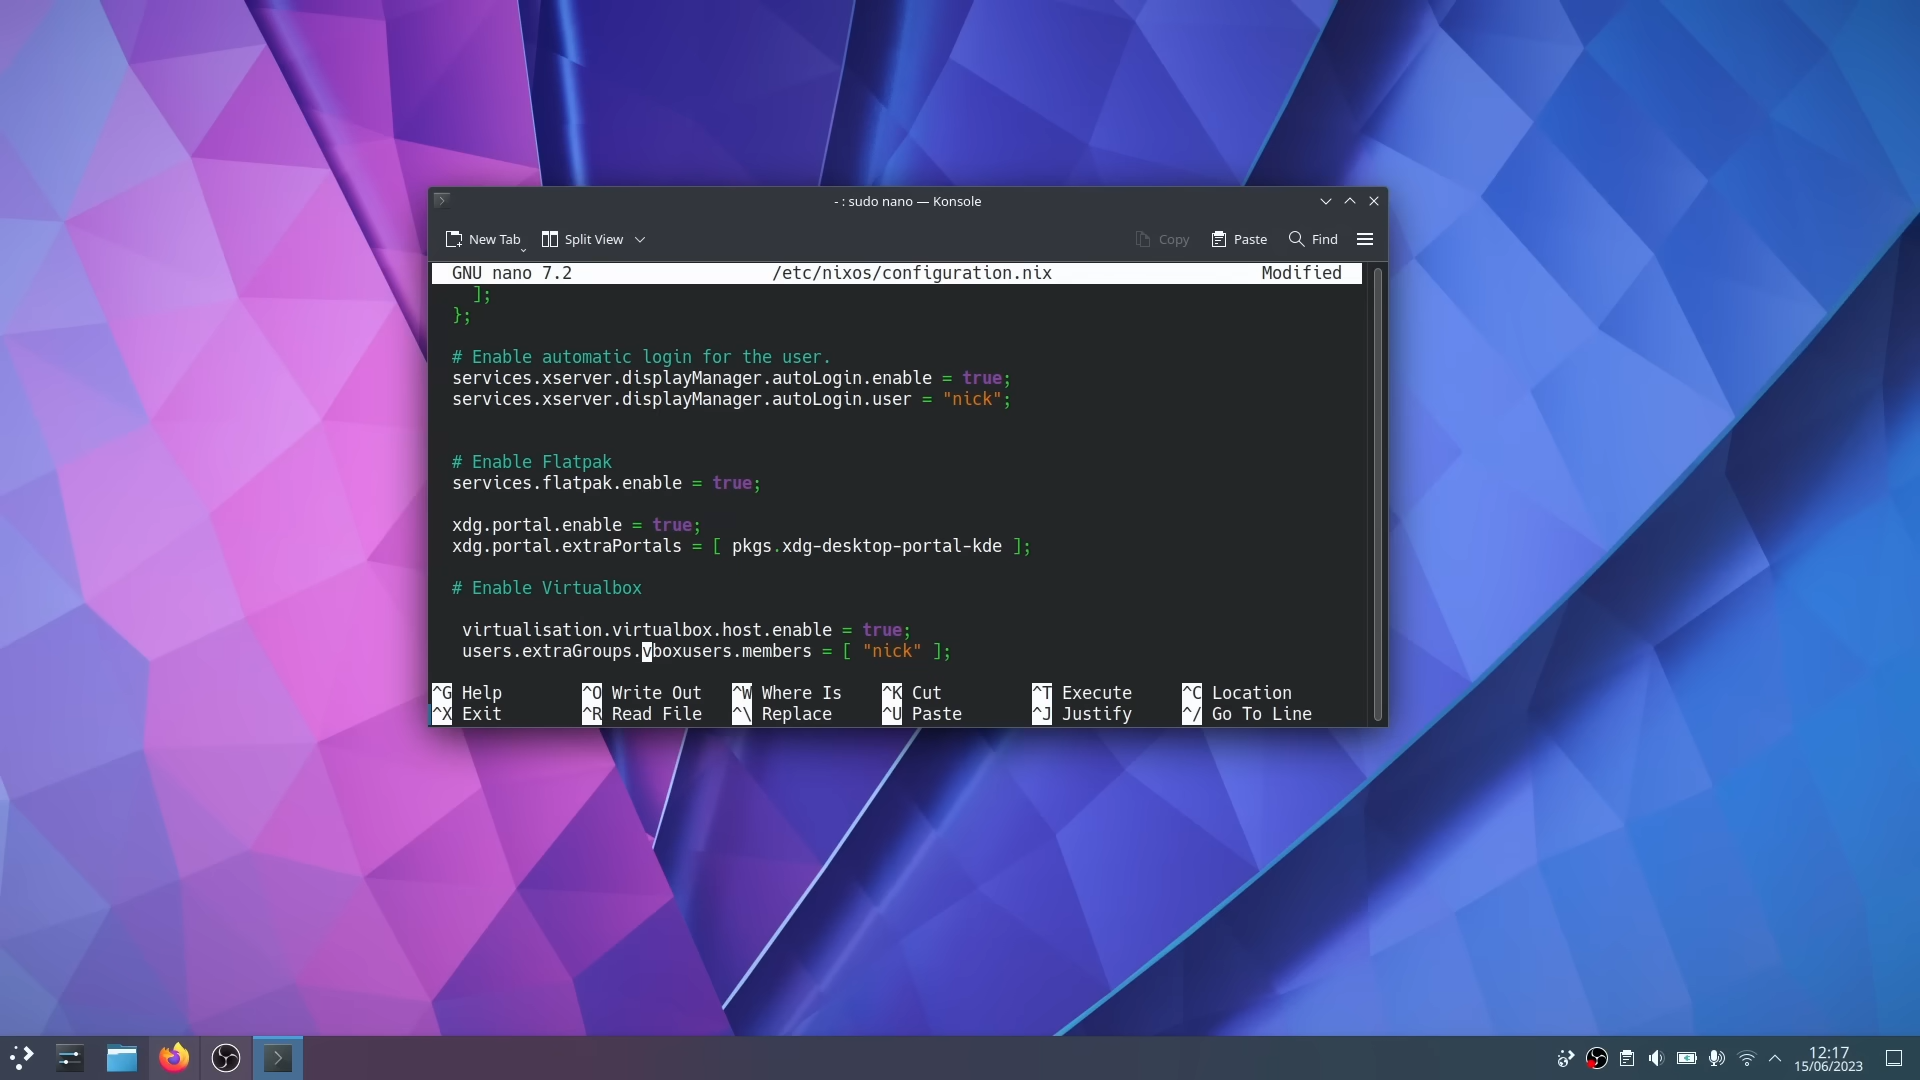 - : sudo nano — Konsole
New Tab Split View Copy Paste Find
GNU nano 7.2 /etc/nixos/configuration.nix Modified
];
};
# Enable automatic login for the user.
services.xserver.displayManager.autoLogin.enable = true;
services.xserver.displayManager.autoLogin.user = "nick";
# Enable Flatpak
services.flatpak.enable = true;
xdg.portal.enable = true;
xdg.portal.extraPortals = [ pkgs.xdg-desktop-portal-kde ];
# Enable Virtualbox
virtualisation.virtualbox.host.enable = true;
users.extraGroups.vboxusers.members = [ "nick" ];
^G Help ^O Write Out ^W Where Is ^K Cut ^T Execute ^C Location
^X Exit ^R Read File ^\ Replace ^U Paste ^J Justify ^/ Go To Line
12:17
15/06/2023